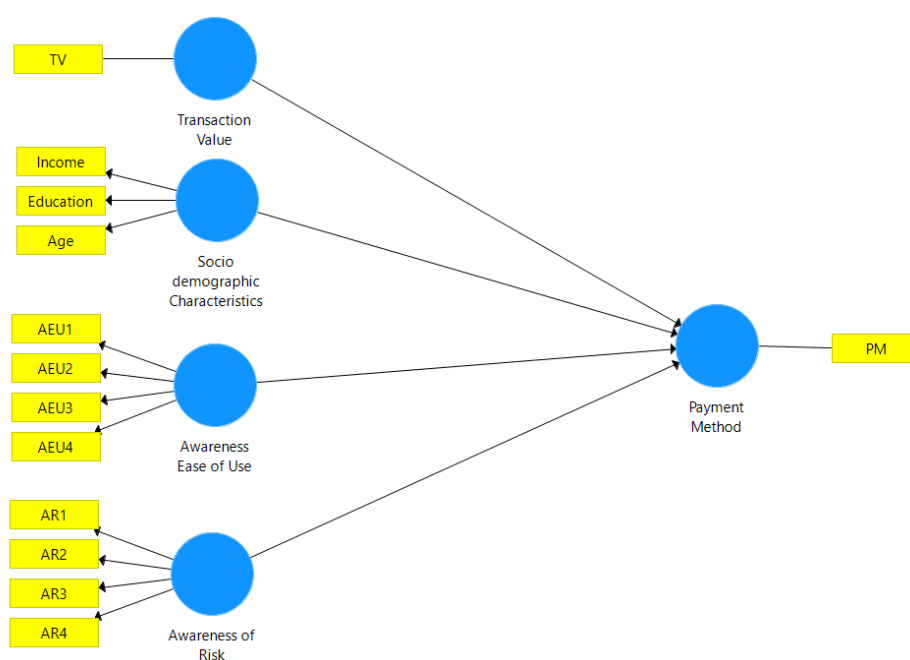 TV
Transaction
Value
Income
Education
Age
Socio
demographic
Characteristics
AEU1
AEU2
AEU3
AEU4
Awareness
Ease of Use
AR1
AR2
AR3
AR4
Awareness of
Risk
Payment
Method
PM